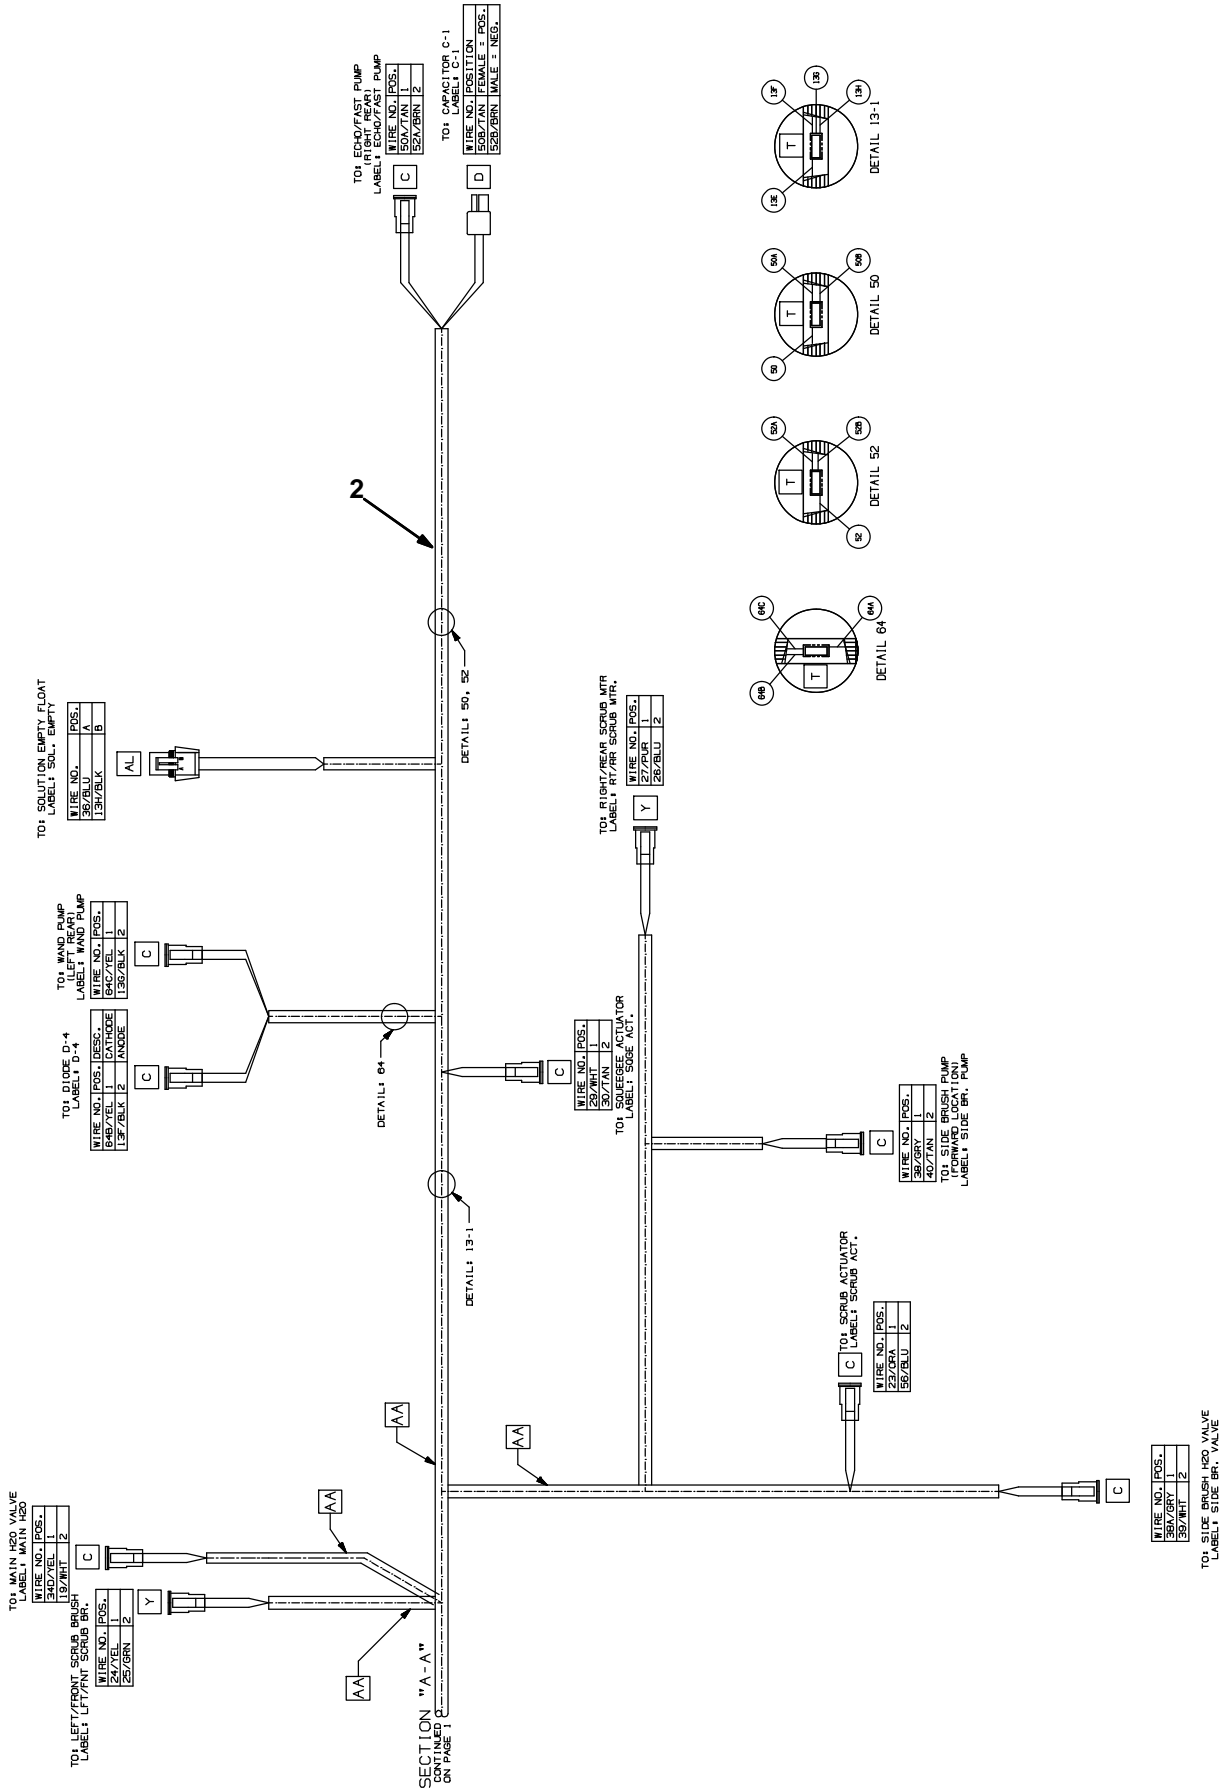 TO: MAIN H2O VALVE
LABEL: MAIN H2O
WIRE NO. POS.
34D/YEL 1
19/WHT 2
C
TO: LEFT/FRONT SCRUB BRUSH
LABEL: LFT/FNT SCRUB BR.
WIRE NO. POS.
24/YEL 1
25/GRN 2
Y
AA
AA
SECTION "A-A"
CONTINUED
ON PAGE 1
AA
AA
TO: DIODE D-4
LABEL: D-4
WIRE NO. POS. DESC.
64B/YEL 1 CATHODE
13F/BLK 2 ANODE
C
TO: WAND PUMP
(LEFT REAR)
LABEL: WAND PUMP
WIRE NO. POS.
64C/YEL 1
13G/BLK 2
C
DETAIL: 64
DETAIL: 13-1
TO: SOLUTION EMPTY FLOAT
LABEL: SOL. EMPTY
WIRE NO. POS.
36/BLU A
13H/BLK B
AL
DETAIL: 50, 52
2
TO: ECHO/FAST PUMP
(RIGHT REAR)
LABEL: ECHO/FAST PUMP
WIRE NO. POS.
50A/TAN 1
52A/BRN 2
C
TO: CAPACITOR C-1
LABEL: C-1
WIRE NO. POSITION
50B/TAN FEMALE = POS.
52B/BRN MALE = NEG.
D
C
WIRE NO. POS.
29/WHT 1
30/TAN 2
TO: SQUEEGEE ACTUATOR
LABEL: SQGE ACT.
TO: RIGHT/REAR SCRUB MTR
LABEL: RT/RR SCRUB MTR.
WIRE NO. POS.
27/PUR 1
26/BLU 2
Y
C
WIRE NO. POS.
38/GRY 1
40/TAN 2
TO: SIDE BRUSH PUMP
(FORWARD LOCATION)
LABEL: SIDE BR. PUMP
TO: SCRUB ACTUATOR
LABEL: SCRUB ACT.
C
WIRE NO. POS.
23/ORA 1
56/BLU 2
C
WIRE NO. POS.
38A/GRY 1
39/WHT 2
TO: SIDE BRUSH H2O VALVE
LABEL: SIDE BR. VALVE
64B
64C
T
64A
DETAIL 64
52
T
52A
52B
DETAIL 52
50
T
50A
50B
DETAIL 50
13E
T
13F
13G
13H
DETAIL 13-1